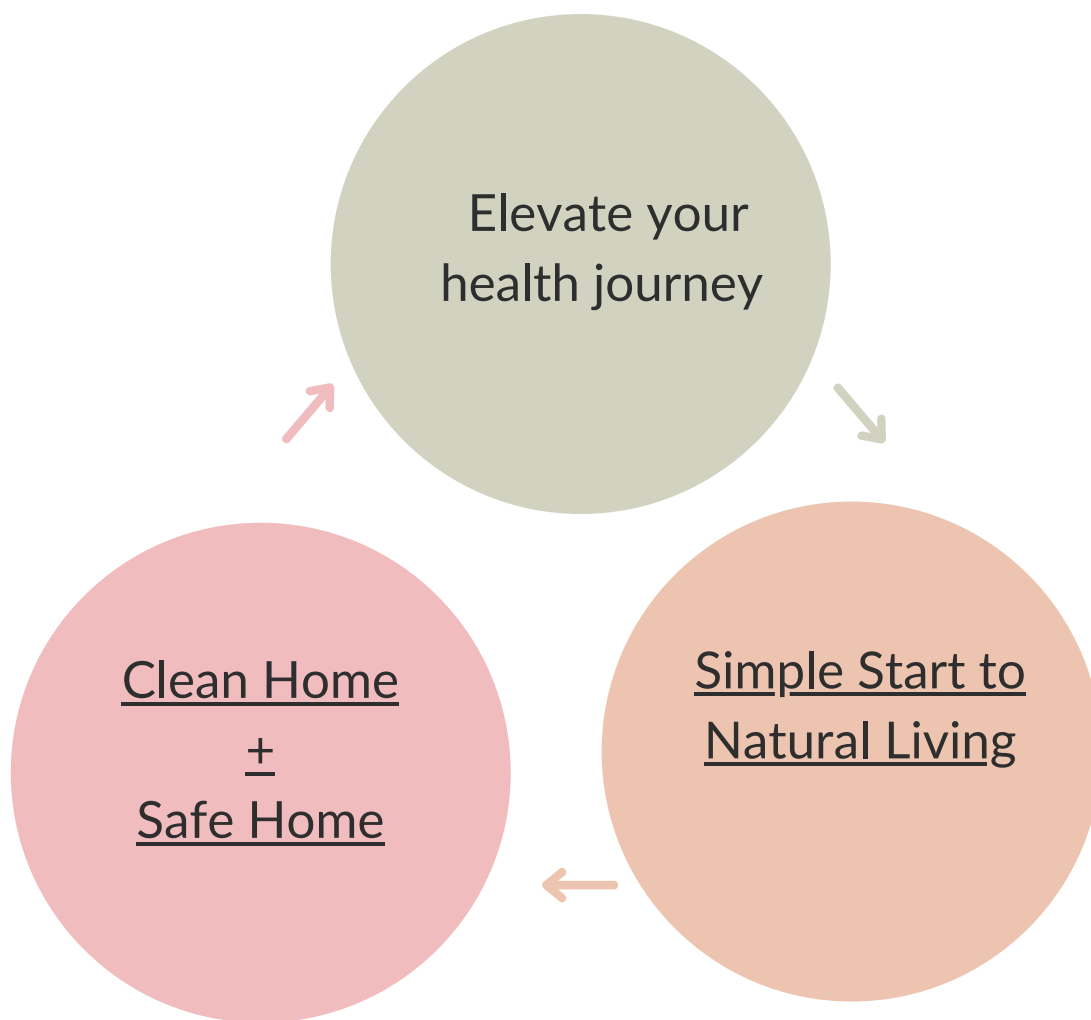 Elevate your
health journey
Simple Start to
Natural Living
Clean Home
+
Safe Home